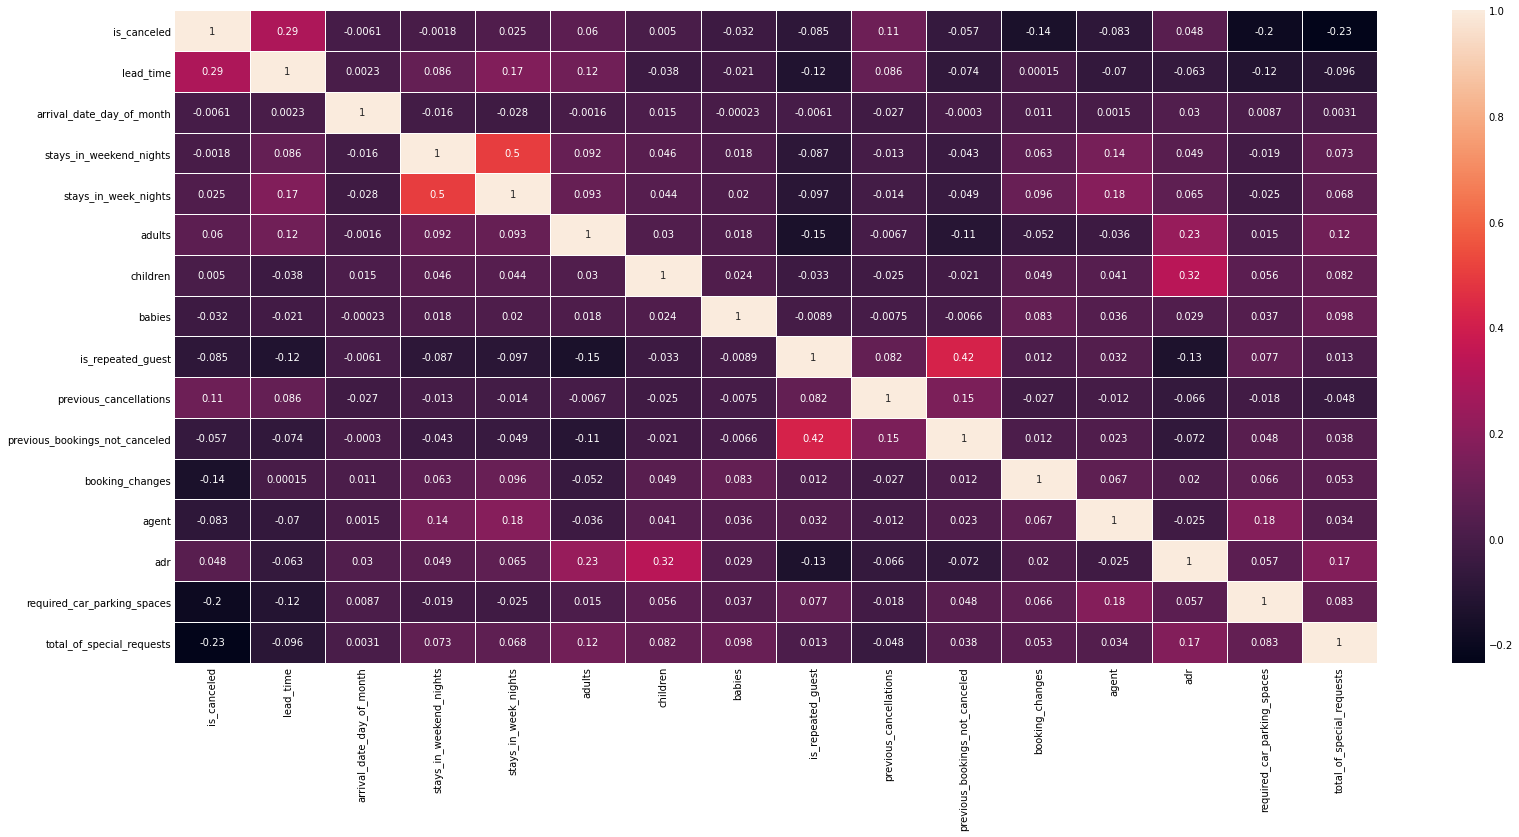 is_canceled 1 0.29 -0.0061 -0.0018 0.025 0.06 0.005 -0.032 -0.085 0.11 -0.057 -0.14 -0.083 0.048 -0.2 -0.23
lead_time 0.29 1 0.0023 0.086 0.17 0.12 -0.038 -0.021 -0.12 0.086 -0.074 0.00015 -0.07 -0.063 -0.12 -0.096
arrival_date_day_of_month -0.0061 0.0023 1 -0.016 -0.028 -0.0016 0.015 -0.00023 -0.0061 -0.027 -0.0003 0.011 0.0015 0.03 0.0087 0.0031
stays_in_weekend_nights -0.0018 0.086 -0.016 1 0.5 0.092 0.046 0.018 -0.087 -0.013 -0.043 0.063 0.14 0.049 -0.019 0.073
stays_in_week_nights 0.025 0.17 -0.028 0.5 1 0.093 0.044 0.02 -0.097 -0.014 -0.049 0.096 0.18 0.065 -0.025 0.068
adults 0.06 0.12 -0.0016 0.092 0.093 1 0.03 0.018 -0.15 -0.0067 -0.11 -0.052 -0.036 0.23 0.015 0.12
children 0.005 -0.038 0.015 0.046 0.044 0.03 1 0.024 -0.033 -0.025 -0.021 0.049 0.041 0.32 0.056 0.082
babies -0.032 -0.021 -0.00023 0.018 0.02 0.018 0.024 1 -0.0089 -0.0075 -0.0066 0.083 0.036 0.029 0.037 0.098
is_repeated_guest -0.085 -0.12 -0.0061 -0.087 -0.097 -0.15 -0.033 -0.0089 1 0.082 0.42 0.012 0.032 -0.13 0.077 0.013
previous_cancellations 0.11 0.086 -0.027 -0.013 -0.014 -0.0067 -0.025 -0.0075 0.082 1 0.15 -0.027 -0.012 -0.066 -0.018 -0.048
previous_bookings_not_canceled -0.057 -0.074 -0.0003 -0.043 -0.049 -0.11 -0.021 -0.0066 0.42 0.15 1 0.012 0.023 -0.072 0.048 0.038
booking_changes -0.14 0.00015 0.011 0.063 0.096 -0.052 0.049 0.083 0.012 -0.027 0.012 1 0.067 0.02 0.066 0.053
agent -0.083 -0.07 0.0015 0.14 0.18 -0.036 0.041 0.036 0.032 -0.012 0.023 0.067 1 -0.025 0.18 0.034
adr 0.048 -0.063 0.03 0.049 0.065 0.23 0.32 0.029 -0.13 -0.066 -0.072 0.02 -0.025 1 0.057 0.17
required_car_parking_spaces -0.2 -0.12 0.0087 -0.019 -0.025 0.015 0.056 0.037 0.077 -0.018 0.048 0.066 0.18 0.057 1 0.083
total_of_special_requests -0.23 -0.096 0.0031 0.073 0.068 0.12 0.082 0.098 0.013 -0.048 0.038 0.053 0.034 0.17 0.083 1
is_canceled
lead_time
arrival_date_day_of_month
stays_in_weekend_nights
stays_in_week_nights
adults
children
babies
is_repeated_guest
previous_cancellations
previous_bookings_not_canceled
booking_changes
agent
adr
required_car_parking_spaces
total_of_special_requests
1.0
0.8
0.6
0.4
0.2
0.0
−0.2